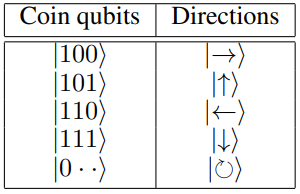 Coin qubits Directions
|100⟩ |→⟩
|101⟩ |↑⟩
|110⟩ |←⟩
|111⟩ |↓⟩
|0 · ·⟩ |↻⟩